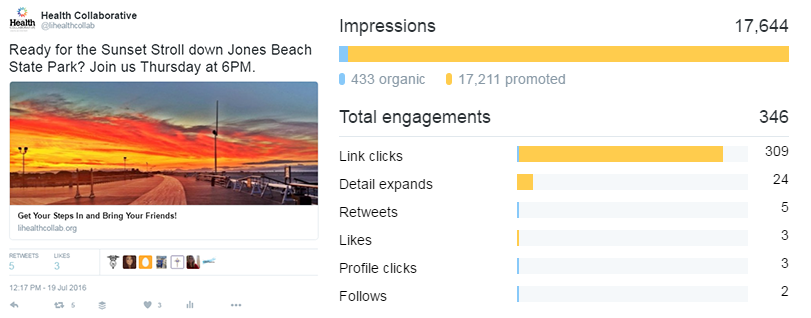 Health Collaborative
@lihealthcollab
Health
Ready for the Sunset Stroll down Jones Beach
State Park? Join us Thursday at 6PM.
Get Your Steps In and Bring Your Friends!
lihealthcollab.org
RETWEETS LIKES
5 3
12:17 PM - 19 Jul 2016
5 3
Impressions 17,644
433 organic 17,211 promoted
Total engagements 346
Link clicks 309
Detail expands 24
Retweets 5
Likes 3
Profile clicks 3
Follows 2